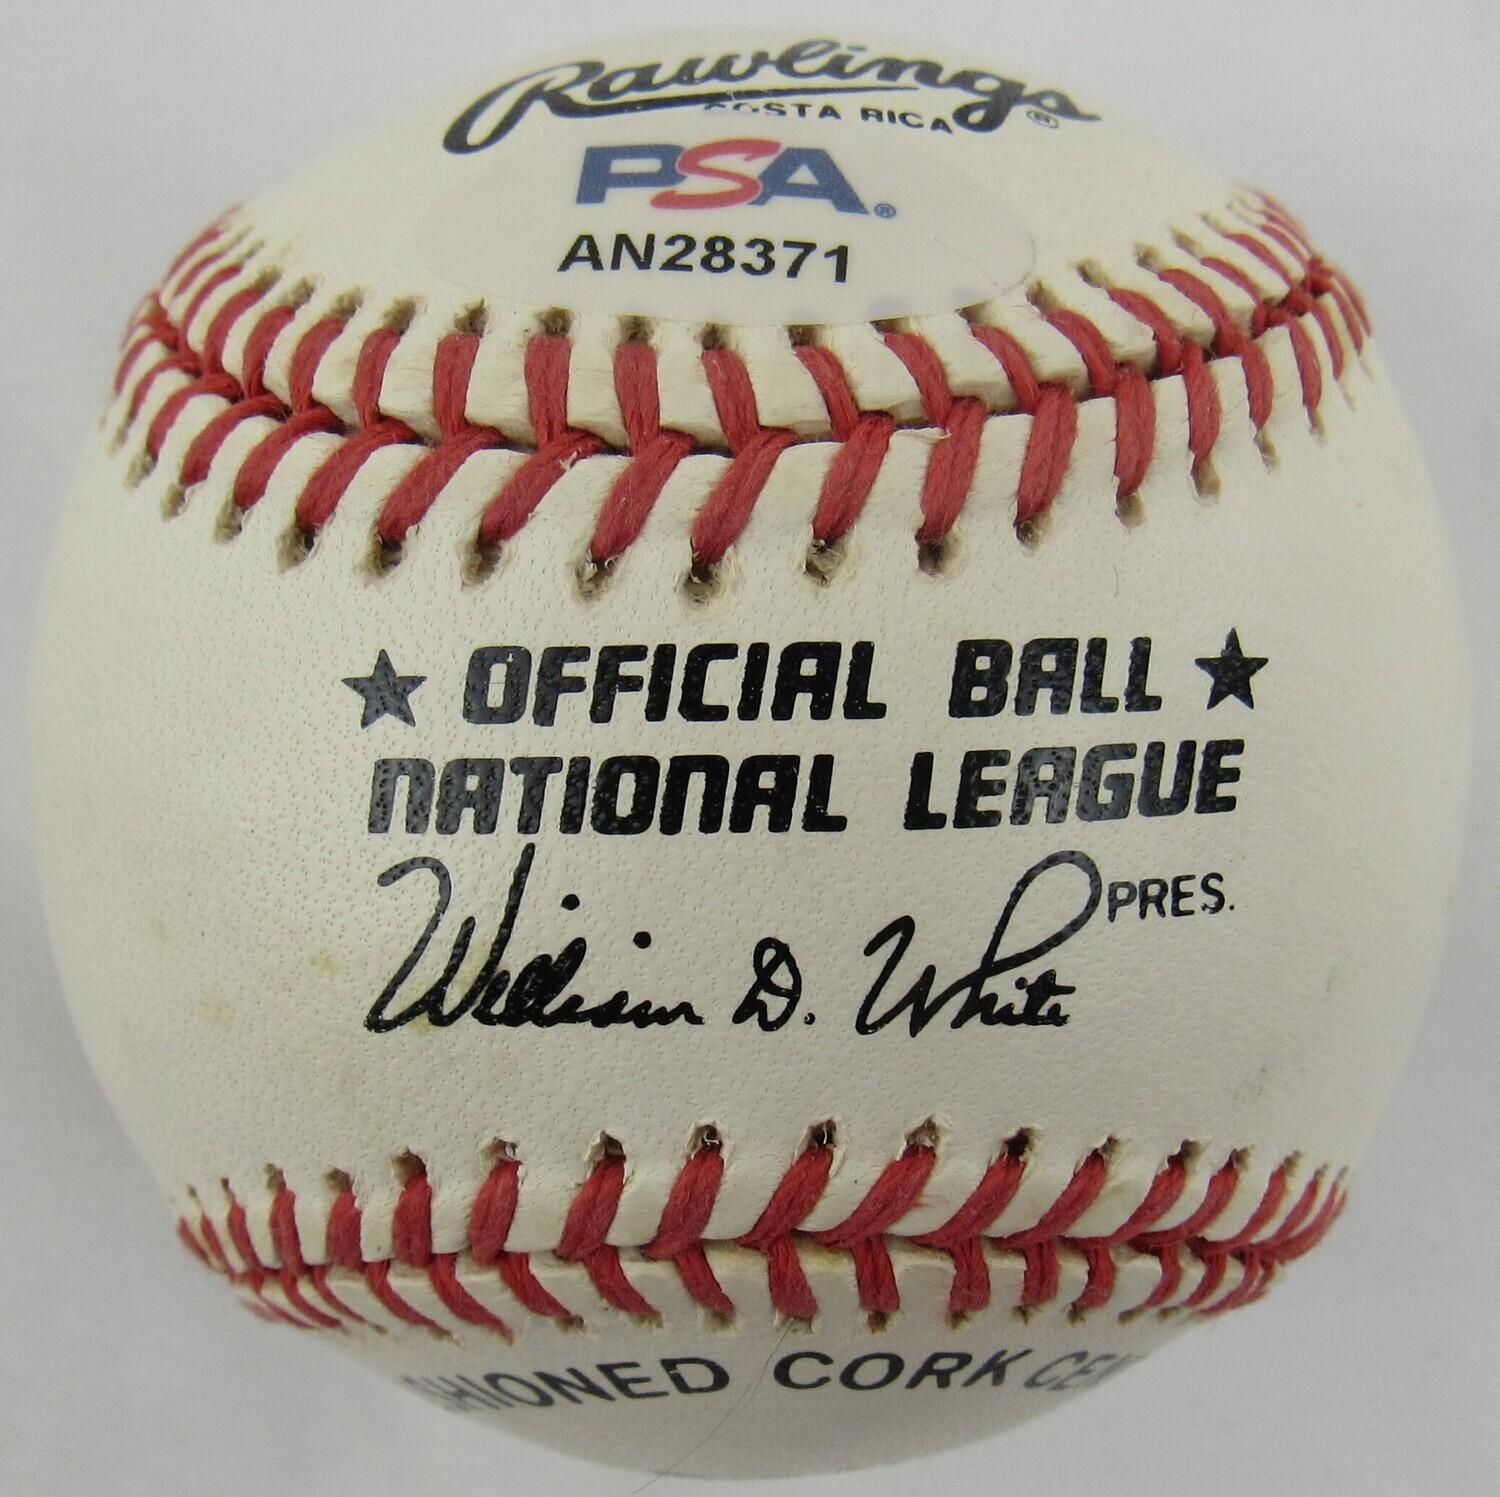 Rawlings®
COSTA RICA
PSA®
AN28371
★ OFFICIAL BALL ★
NATIONAL LEAGUE
William D. White PRES.
CORK